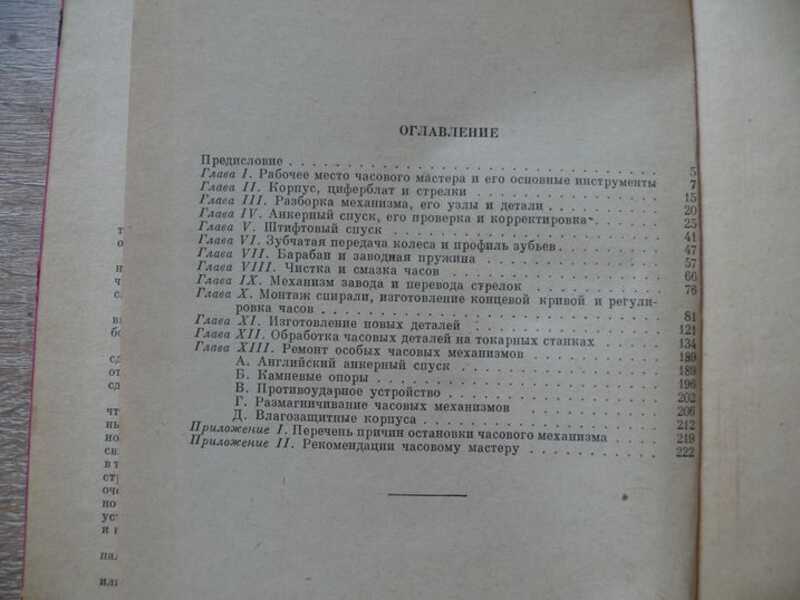 ОГЛАВЛЕНИЕ
Предисловие . . . . . . . . . . . . . . . . . . . . . . . . . . . 5
Глава I. Рабочее место часового мастера и его основные инструменты 7
Глава II. Корпус, циферблат и стрелки . . . . . . . . . . . . . . 15
Глава III. Разборка механизма, его узлы и детали . . . . . . . . . 20
Глава IV. Анкерный спуск, его проверка и корректировка . . . . . . 25
Глава V. Штифтовый спуск . . . . . . . . . . . . . . . . . . . . 41
Глава VI. Зубчатая передача колеса и профиль зубьев . . . . . . . 47
Глава VII. Барабан и заводная пружина . . . . . . . . . . . . . . 57
Глава VIII. Чистка и смазка часов . . . . . . . . . . . . . . . . 66
Глава IX. Механизм завода и перевода стрелок . . . . . . . . . . . 76
Глава X. Монтаж спирали, изготовление концевой кривой и регули-
ровка часов . . . . . . . . . . . . . . . . . . . . . . . . . 81
Глава XI. Изготовление новых деталей . . . . . . . . . . . . . . . 121
Глава XII. Обработка часовых деталей на токарных станках . . . . . 134
Глава XIII. Ремонт особых часовых механизмов . . . . . . . . . . . 189
А. Английский анкерный спуск . . . . . . . . . . . . . . . . . 189
Б. Камневые опоры . . . . . . . . . . . . . . . . . . . . . . 196
В. Противоударное устройство . . . . . . . . . . . . . . . . . 202
Г. Размагничивание часовых механизмов . . . . . . . . . . . . . 206
Д. Влагозащитные корпуса . . . . . . . . . . . . . . . . . . . 212
Приложение I. Перечень причин остановки часового механизма . . . . 219
Приложение II. Рекомендации часовому мастеру . . . . . . . . . . . 222